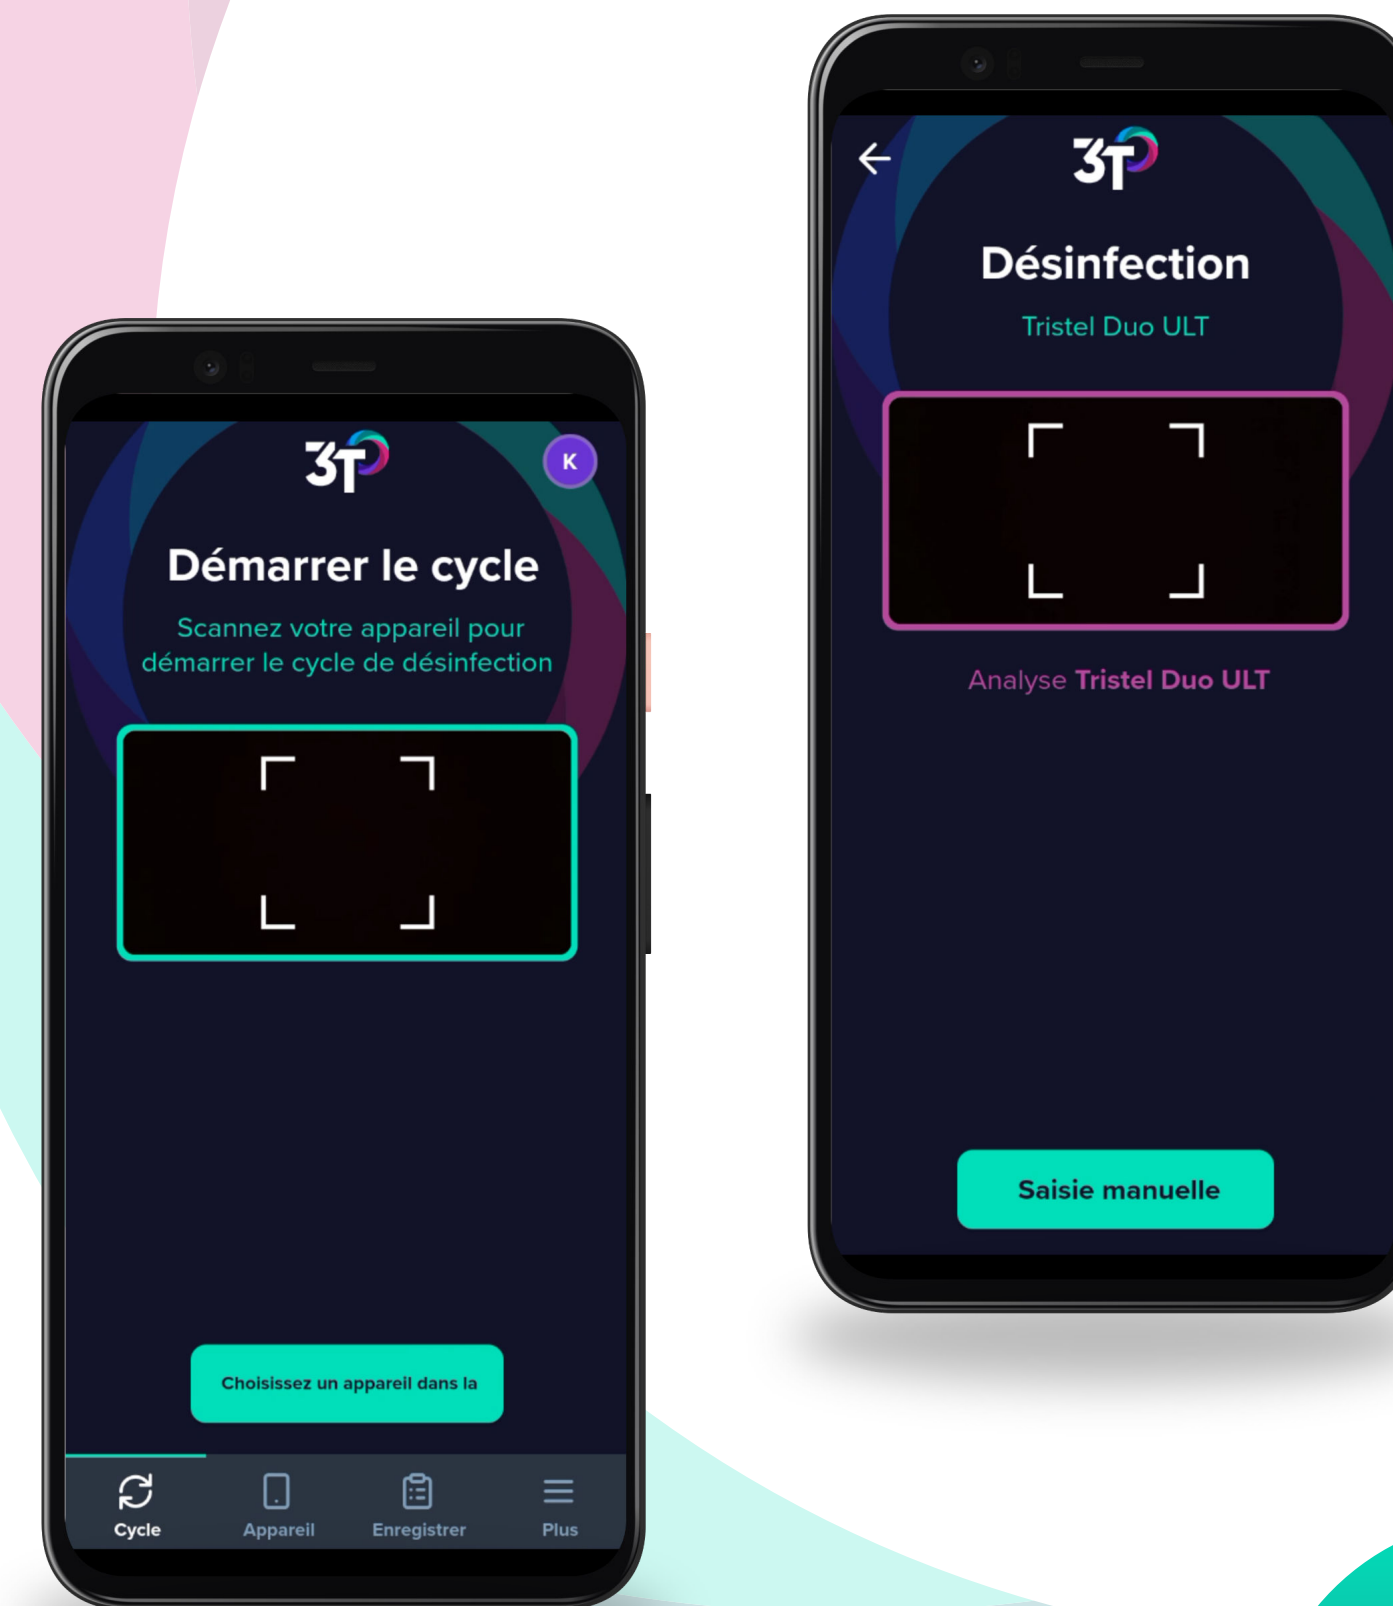 3T
K
Démarrer le cycle
Scannez votre appareil pour
démarrer le cycle de désinfection
Choisissez un appareil dans la
Cycle
Appareil
Enregistrer
Plus
3T
Désinfection
Tristel Duo ULT
Analyse Tristel Duo ULT
Saisie manuelle